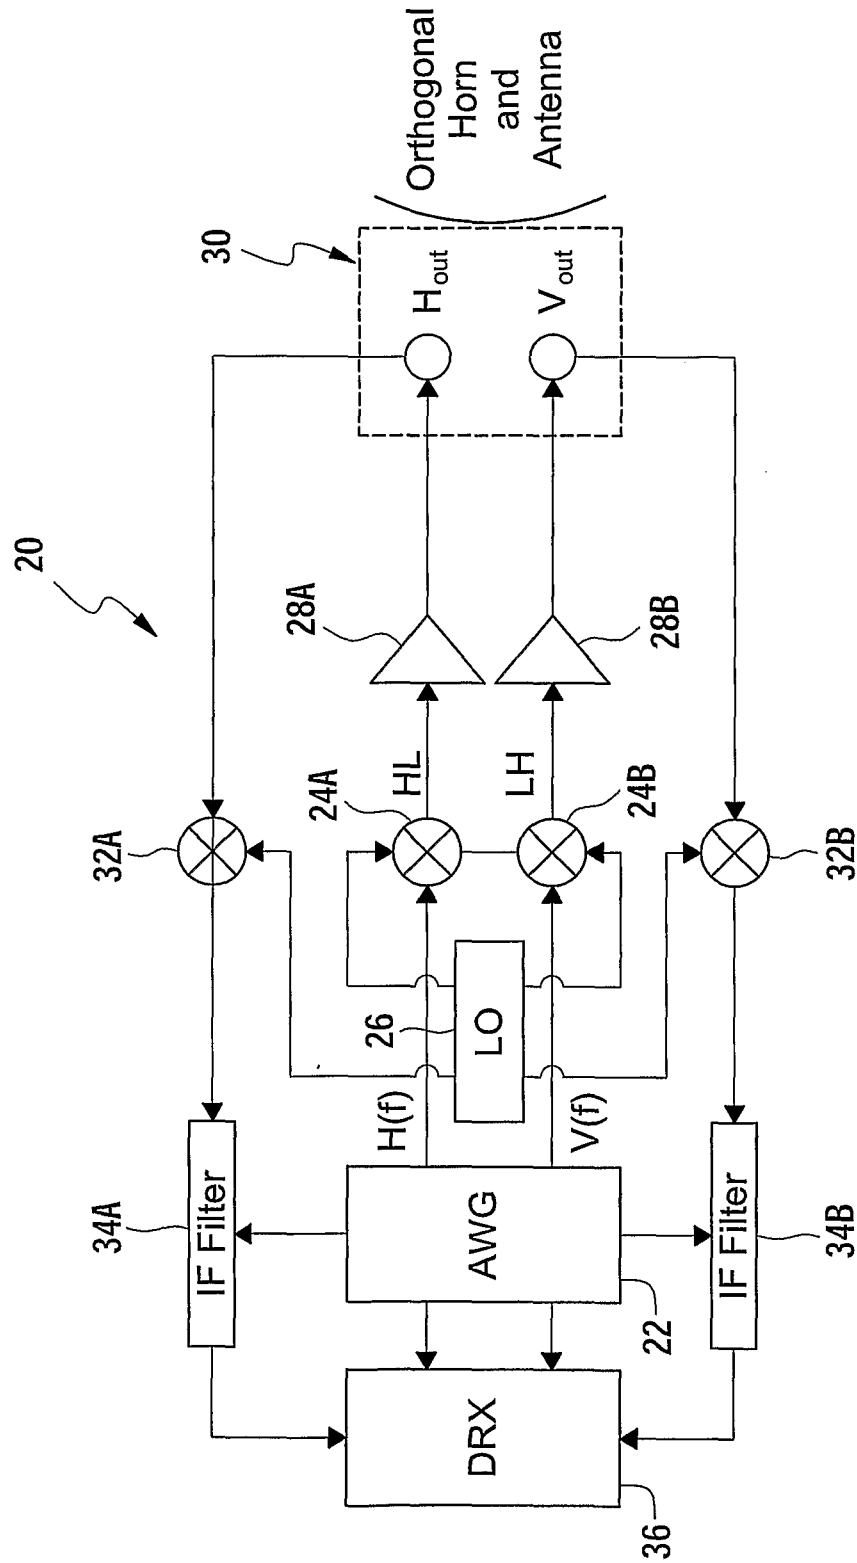 20
30
Orthogonal
Horn
and
Antenna
32A
34A
IF Filter
28A
24A
HL
H(f)
H_out
26
LO
AWG
22
DRX
36
V(f)
LH
24B
28B
V_out
32B
34B
IF Filter